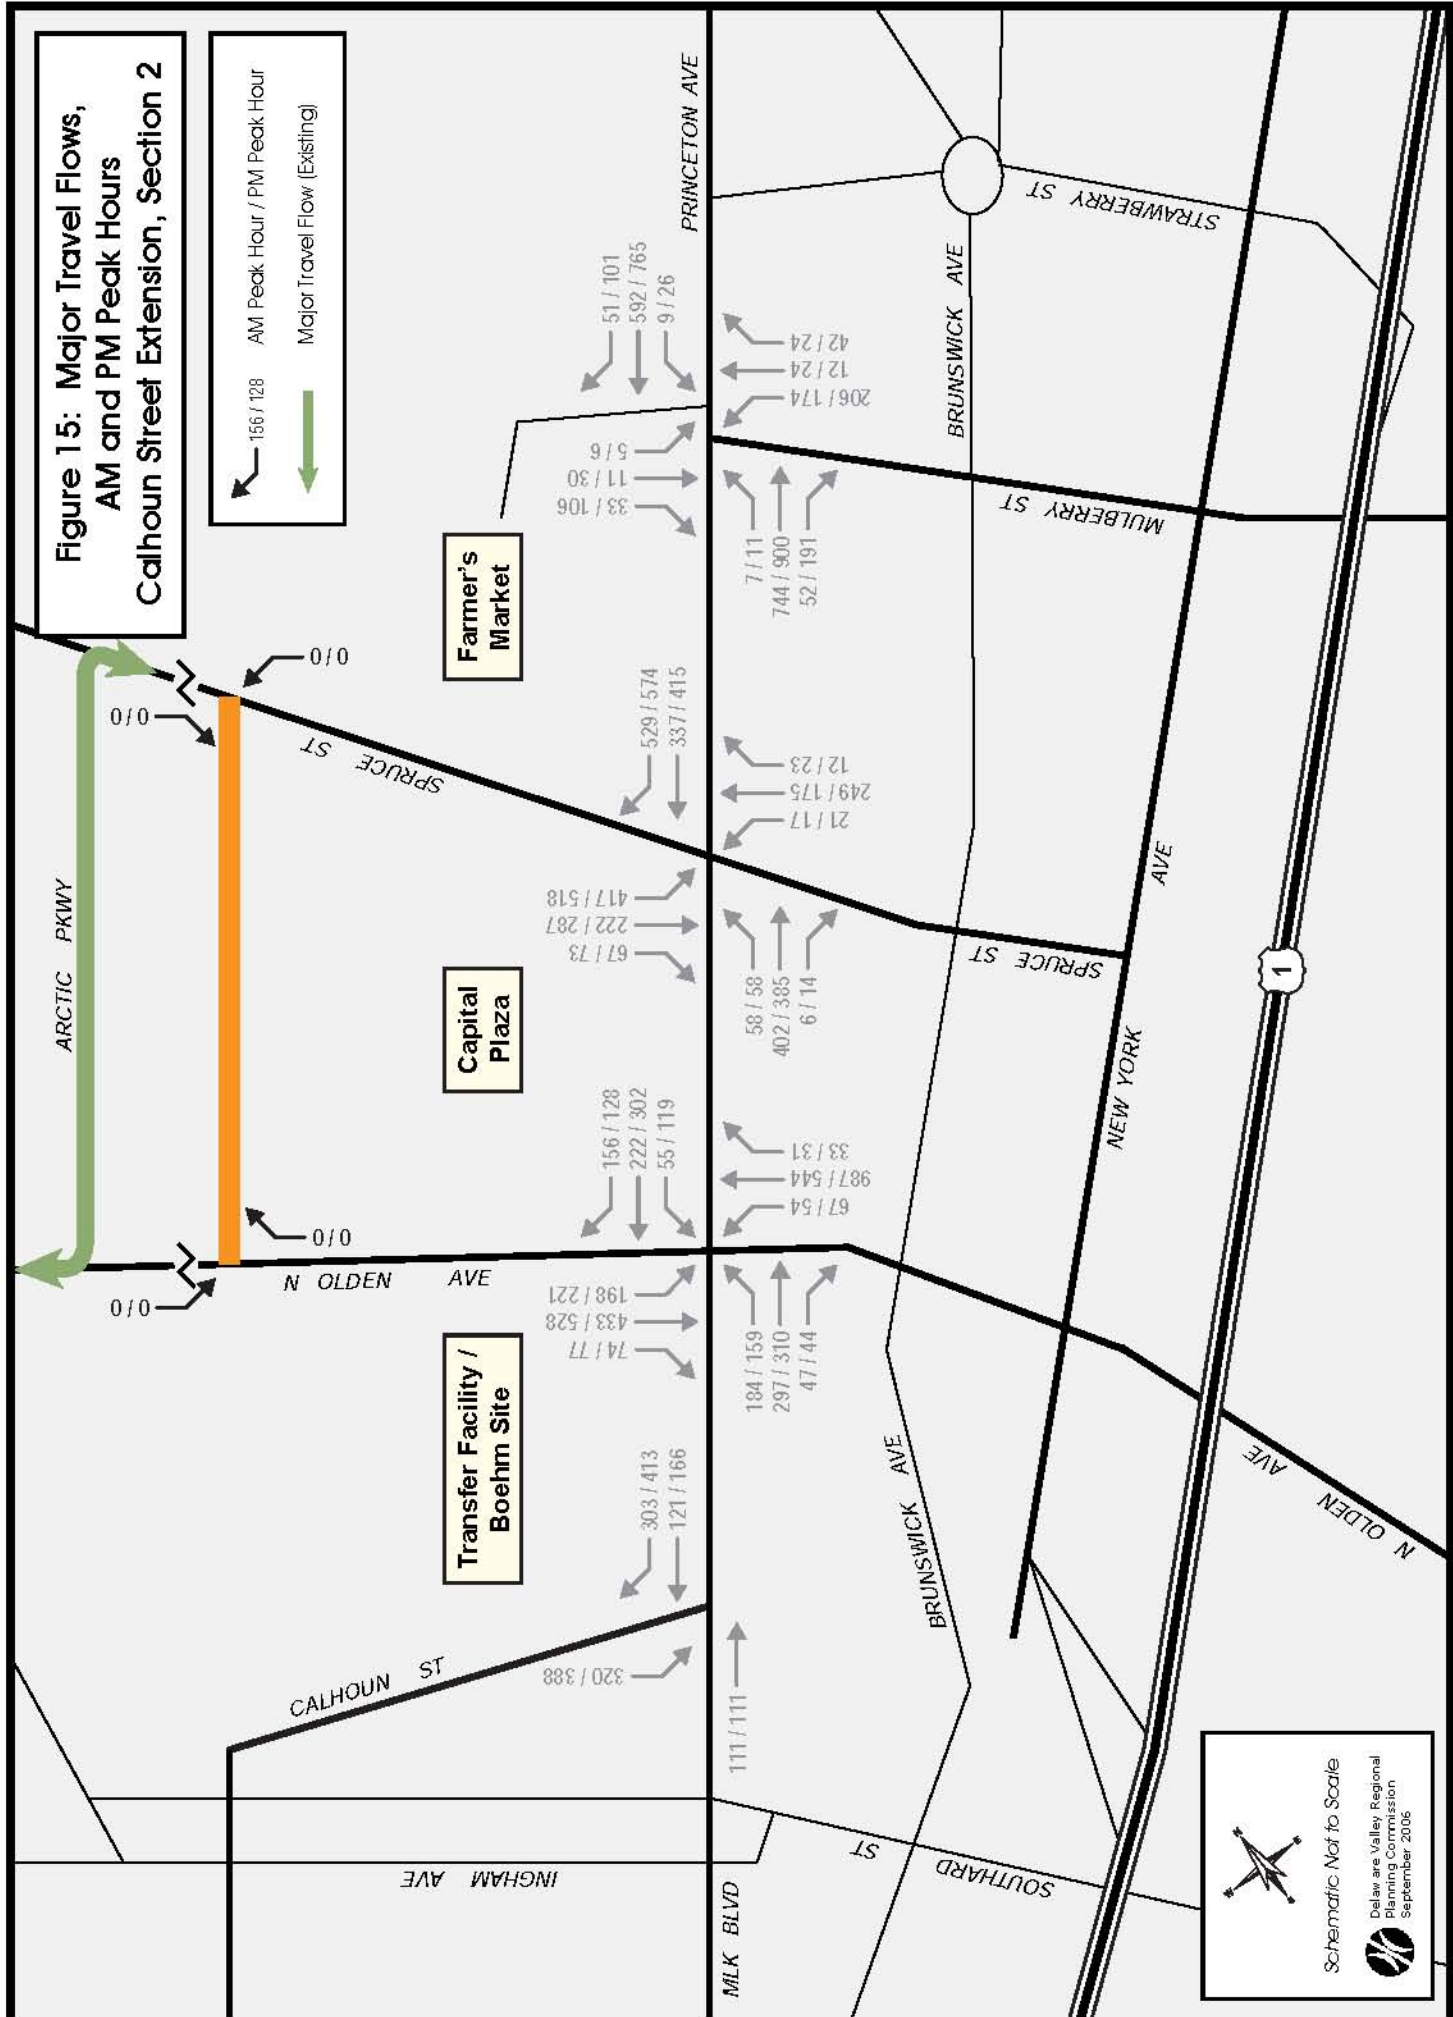 Figure 15: Major Travel Flows,
AM and PM Peak Hours
Calhoun Street Extension, Section 2
156 / 128 AM Peak Hour / PM Peak Hour
Major Travel Flow (Existing)
ARCTIC PKWY
0 / 0
0 / 0
0 / 0
0 / 0
N OLDEN AVE
SPRUCE ST
CALHOUN ST
INGHAM AVE
Transfer Facility /
Boehm Site
Capital
Plaza
Farmer's
Market
320 / 388
303 / 413
121 / 166
111 / 111
74 / 77
433 / 528
198 / 221
156 / 128
222 / 302
55 / 119
184 / 159
297 / 310
47 / 44
67 / 54
987 / 544
33 / 31
67 / 73
222 / 287
417 / 518
529 / 574
337 / 415
58 / 58
402 / 385
6 / 14
21 / 17
249 / 175
12 / 23
33 / 106
11 / 30
5 / 6
51 / 101
592 / 765
9 / 26
7 / 11
744 / 900
52 / 191
206 / 174
12 / 24
42 / 24
MLK BLVD
PRINCETON AVE
BRUNSWICK AVE
BRUNSWICK AVE
SOUTHARD ST
SPRUCE ST
MULBERRY ST
STRAWBERRY ST
NEW YORK AVE
N OLDEN AVE
1
Schematic Not to Scale
Delaware Valley Regional
Planning Commission
September 2006